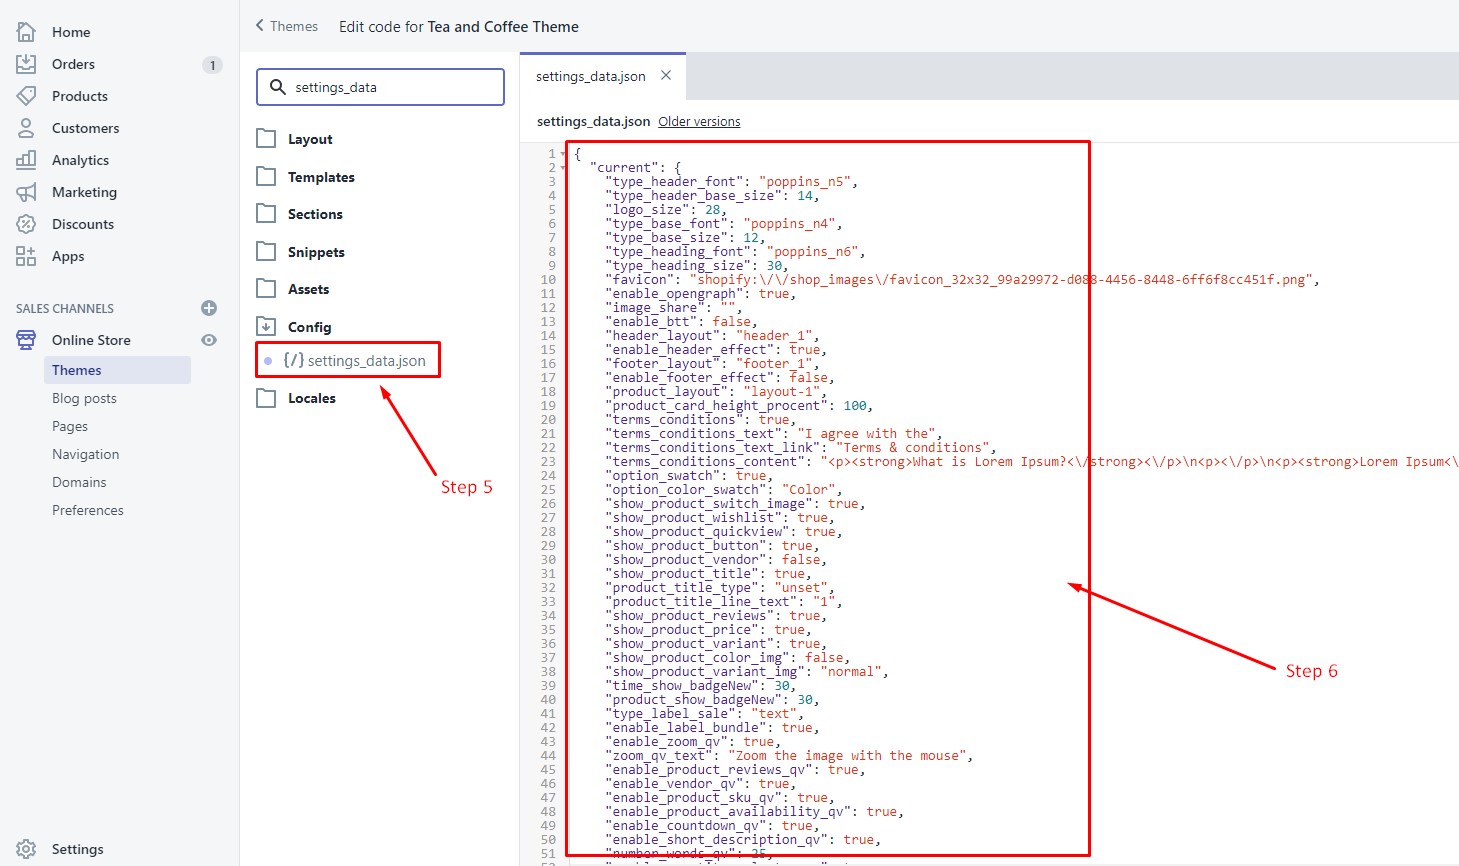 Home
Orders 1
Products
Customers
Analytics
Marketing
Discounts
Apps
SALES CHANNELS
Online Store
Themes
Blog posts
Pages
Navigation
Domains
Preferences
Settings
Themes Edit code for Tea and Coffee Theme
settings_data
Layout
Templates
Sections
Snippets
Assets
Config
{/} settings_data.json
Locales
Step 5
settings_data.json ×
settings_data.json Older versions
1 {
2 "current": {
3 "type_header_font": "poppins_n5",
4 "type_header_base_size": 14,
5 "logo_size": 28,
6 "type_base_font": "poppins_n4",
7 "type_base_size": 12,
8 "type_heading_font": "poppins_n6",
9 "type_heading_size": 30,
10 "favicon": "shopify:\/\/shop_images\/favicon_32x32_99a29972-d088-4456-8448-6ff6f8cc451f.png",
11 "enable_opengraph": true,
12 "image_share": "",
13 "enable_btt": false,
14 "header_layout": "header_1",
15 "enable_header_effect": true,
16 "footer_layout": "footer_1",
17 "enable_footer_effect": false,
18 "product_layout": "layout-1",
19 "product_card_height_procent": 100,
20 "terms_conditions": true,
21 "terms_conditions_text": "I agree with the",
22 "terms_conditions_text_link": "Terms & conditions",
23 "terms_conditions_content": "<p><strong>What is Lorem Ipsum?<\/strong><\/p>\n<p><\/p>\n<p><strong>Lorem Ipsum<\
24 "option_swatch": true,
25 "option_color_swatch": "Color",
26 "show_product_switch_image": true,
27 "show_product_wishlist": true,
28 "show_product_quickview": true,
29 "show_product_button": true,
30 "show_product_vendor": false,
31 "show_product_title": true,
32 "product_title_type": "unset",
33 "product_title_line_text": "1",
34 "show_product_reviews": true,
35 "show_product_price": true,
36 "show_product_variant": true,
37 "show_product_color_img": false,
38 "show_product_variant_img": "normal",
39 "time_show_badgeNew": 30,
40 "product_show_badgeNew": 30,
41 "type_label_sale": "text",
42 "enable_label_bundle": true,
43 "enable_zoom_qv": true,
44 "zoom_qv_text": "Zoom the image with the mouse",
45 "enable_product_reviews_qv": true,
46 "enable_vendor_qv": true,
47 "enable_product_sku_qv": true,
48 "enable_product_availability_qv": true,
49 "enable_countdown_qv": true,
50 "enable_short_description_qv": true,
51 "number_words_qv": 25,
Step 6